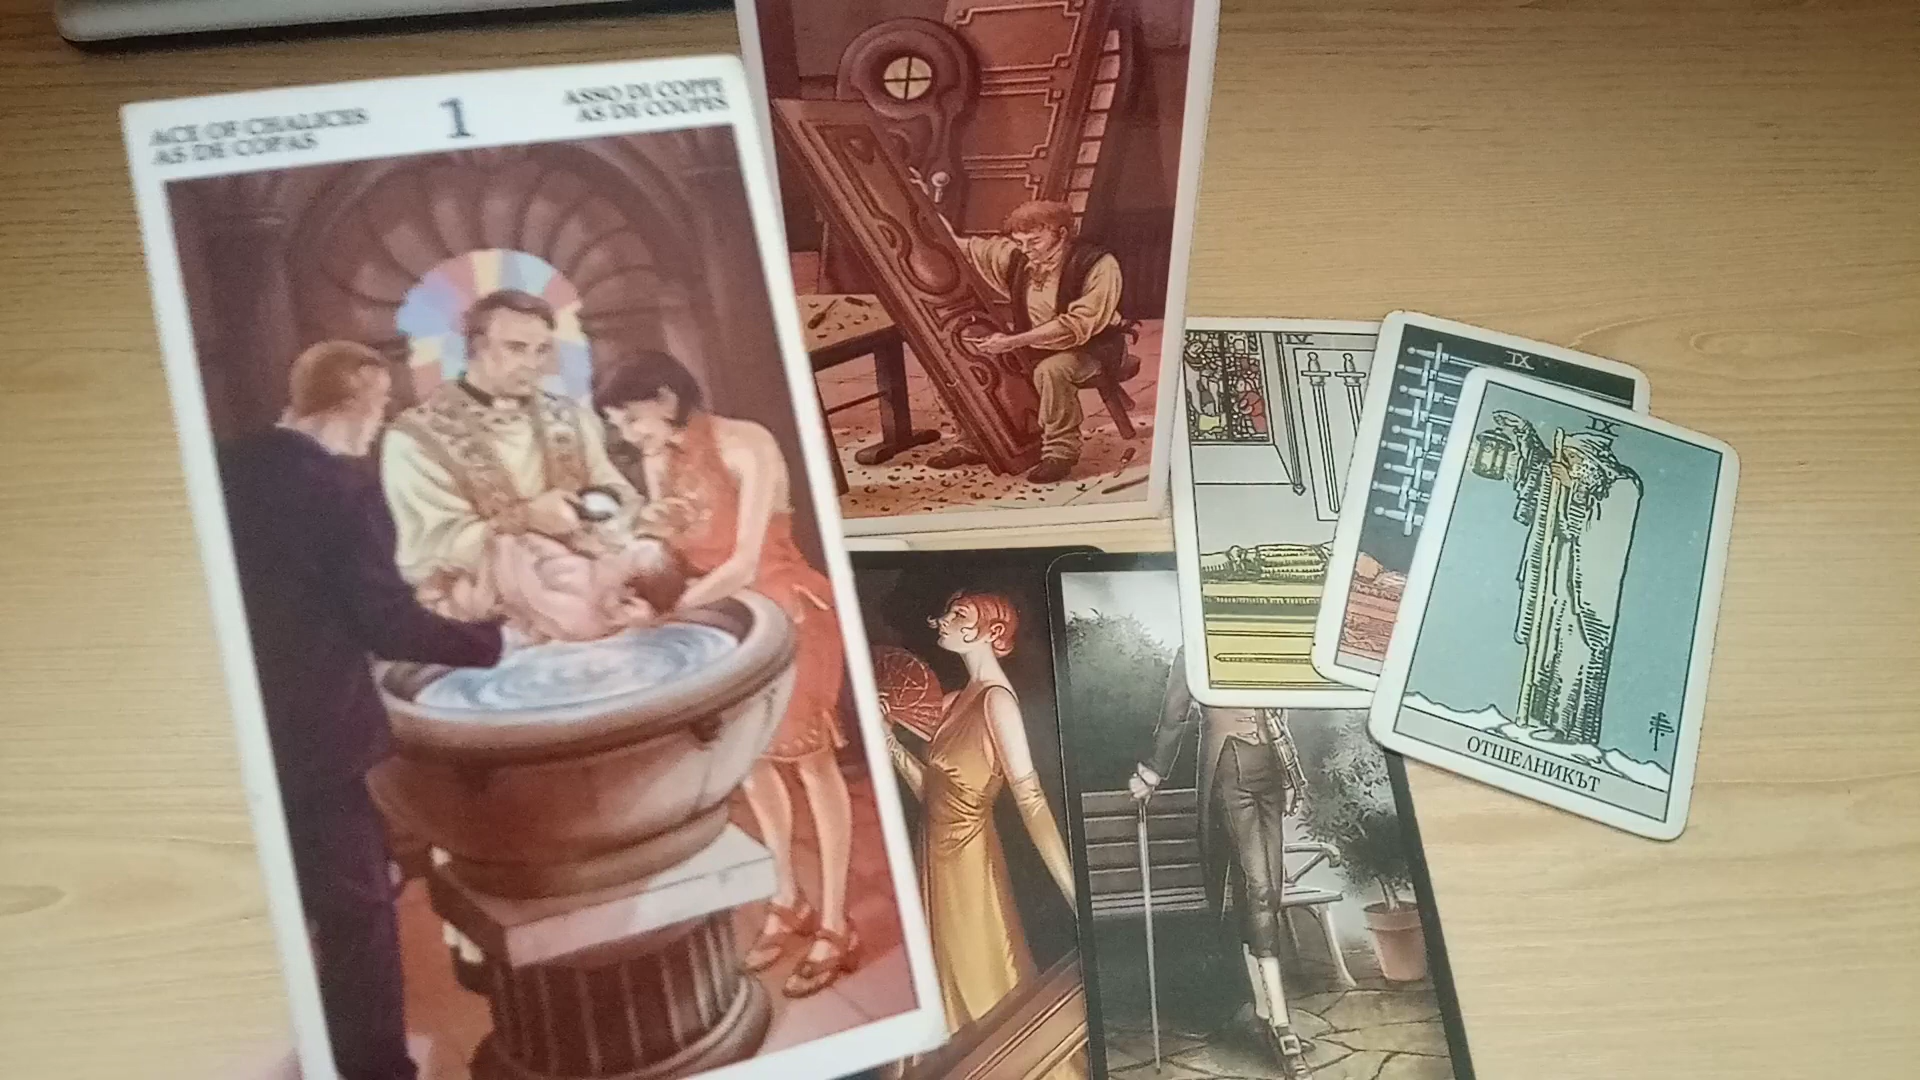 ACE OF CHALICES
AS DE COPAS
1
ASSO DI COPPE
AS DE COUPES
IV
IX
IX
ОТШЕЛНИКЪТ